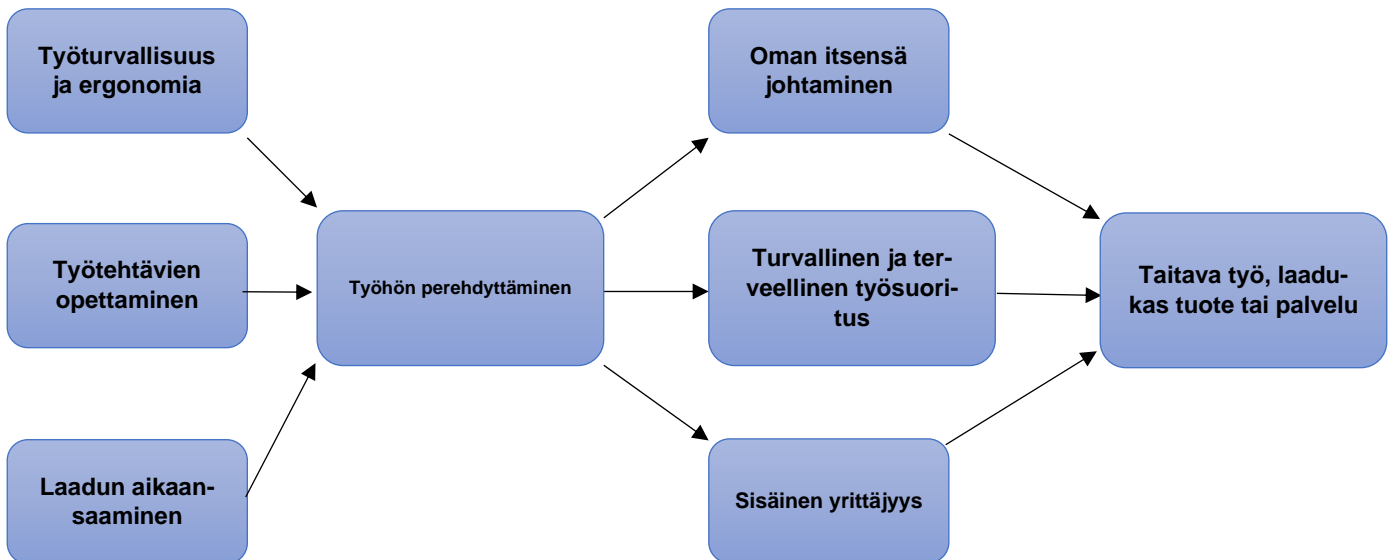 Työturvallisuus
ja ergonomia
Työtehtävien
opettaminen
Laadun aikaan-
saaminen
Työhön perehdyttäminen
Oman itsensä
johtaminen
Turvallinen ja ter-
veellinen työsuori-
tus
Sisäinen yrittäjyys
Taitava työ, laadu-
kas tuote tai palvelu